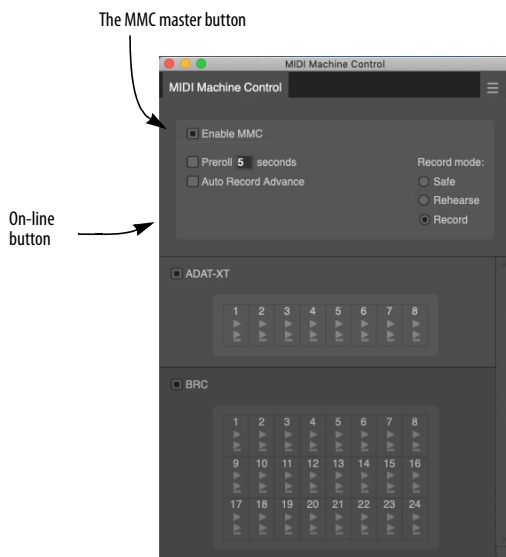 The MMC master button
MIDI Machine Control
MIDI Machine Control
Enable MMC
Preroll 5 seconds
Record mode:
Auto Record Advance
Safe
Rehearse
Record
On-line
button
ADAT-XT
1 2 3 4 5 6 7 8
BRC
1 2 3 4 5 6 7 8
9 10 11 12 13 14 15 16
17 18 19 20 21 22 23 24